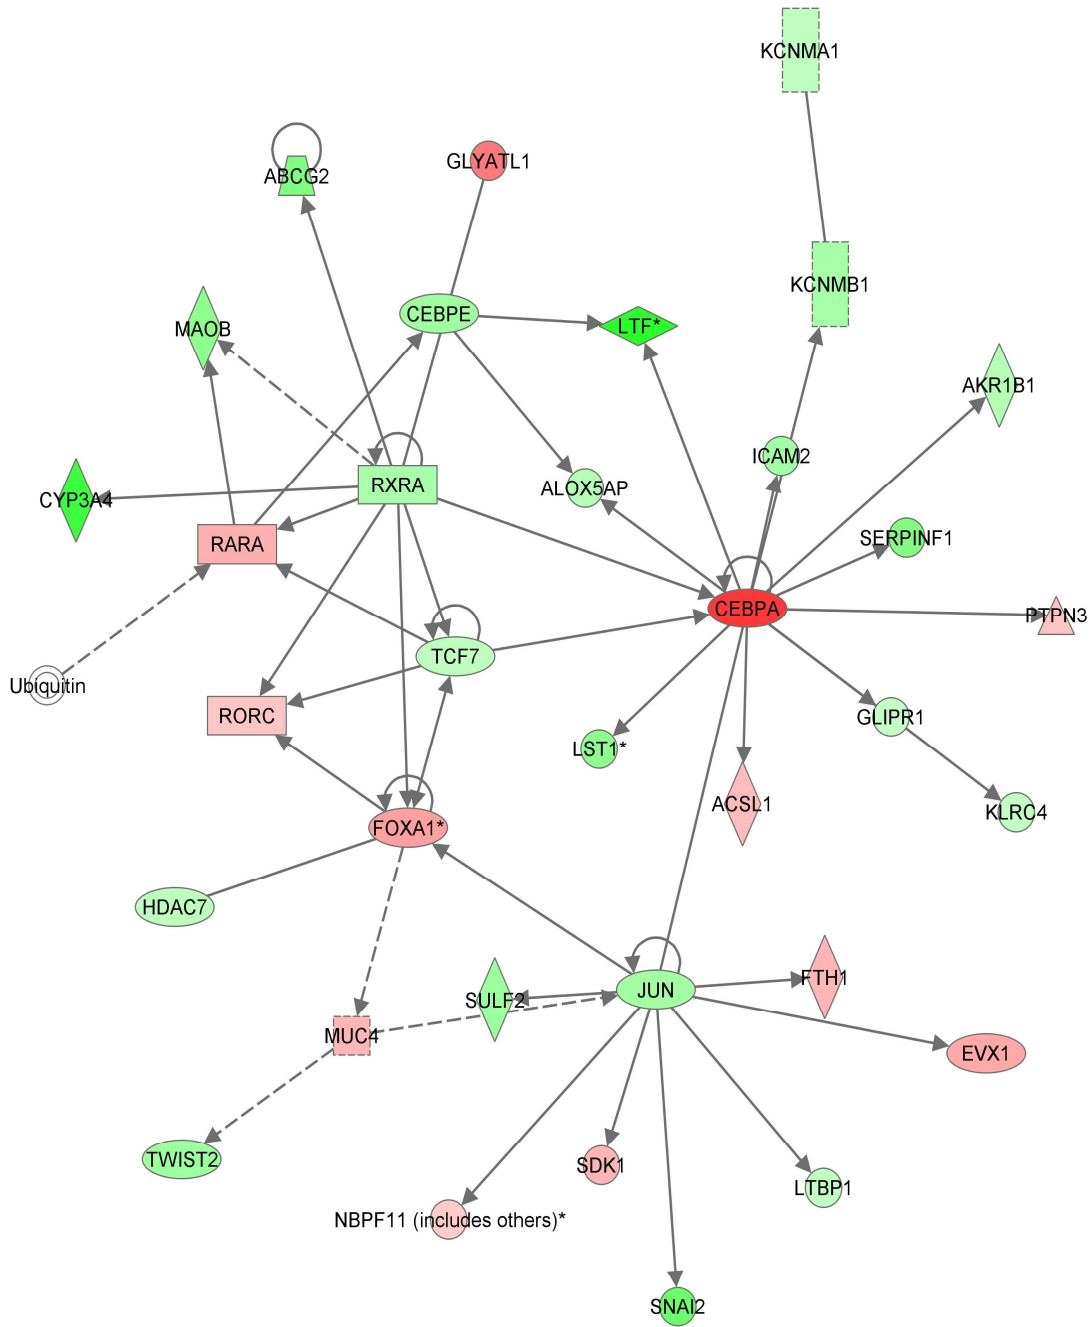 KCNMA1
GLYATL1
ABCG2
KCNMB1
CEBPE
LTF*
MAOB
AKR1B1
ICAM2
RXRA
ALOX5AP
CYP3A4
SERPINF1
RARA
CEBPA
PTPN3
TCF7
Ubiquitin
RORC
GLIPR1
LST1*
ACSL1
KLRC4
FOXA1*
HDAC7
FTH1
JUN
SULF2
MUC4
EVX1
TWIST2
SDK1
LTBP1
NBPF11 (includes others)*
SNAI2